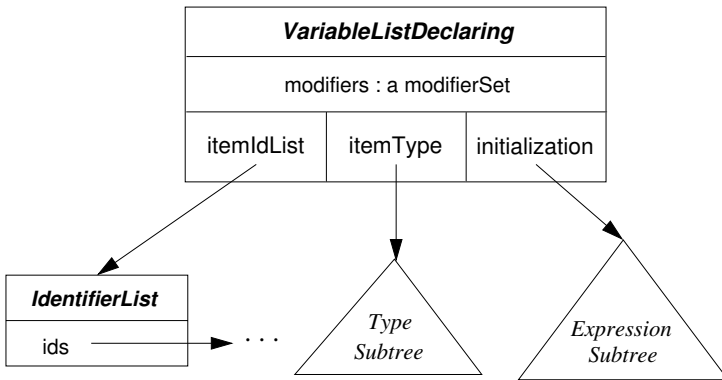 VariableListDeclaring
modifiers : a modifierSet
itemIdList itemType initialization
IdentifierList
ids . . .
Type
Subtree
Expression
Subtree